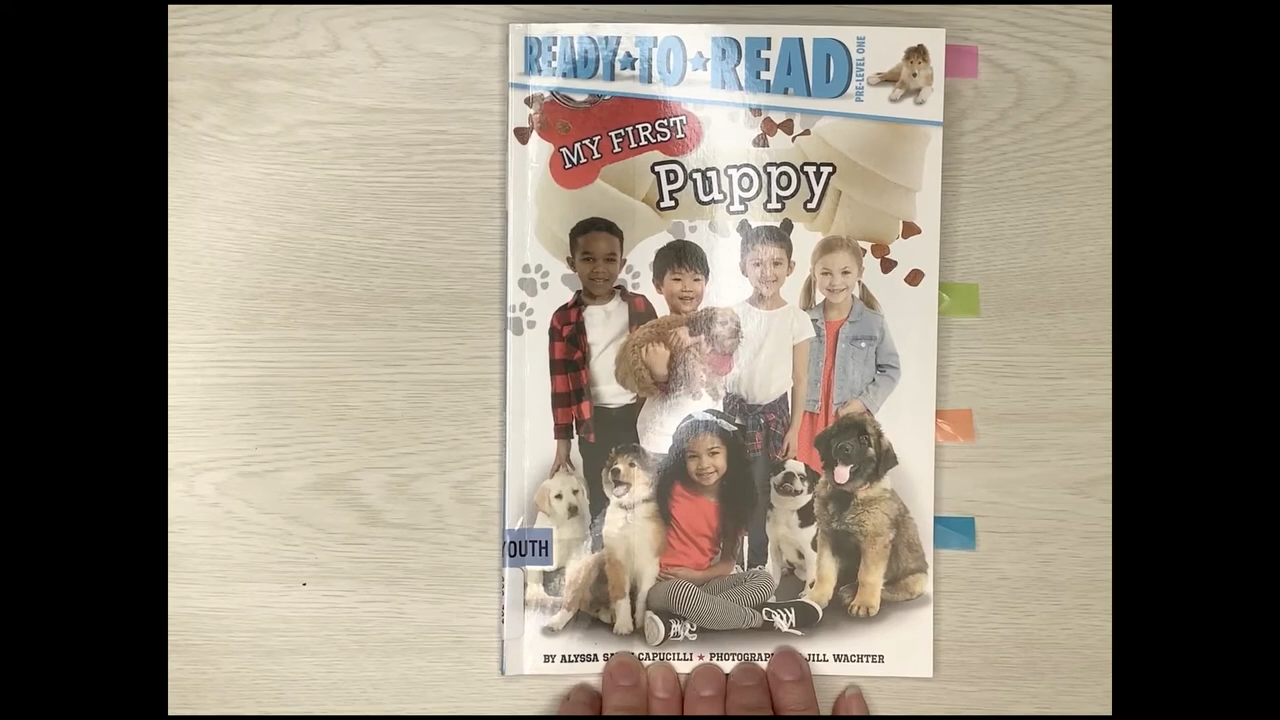 READY★TO★READ
PRE-LEVEL ONE
MY FIRST
Puppy
YOUTH
BY ALYSSA CAPUCILLI ★ JILL WACHTER